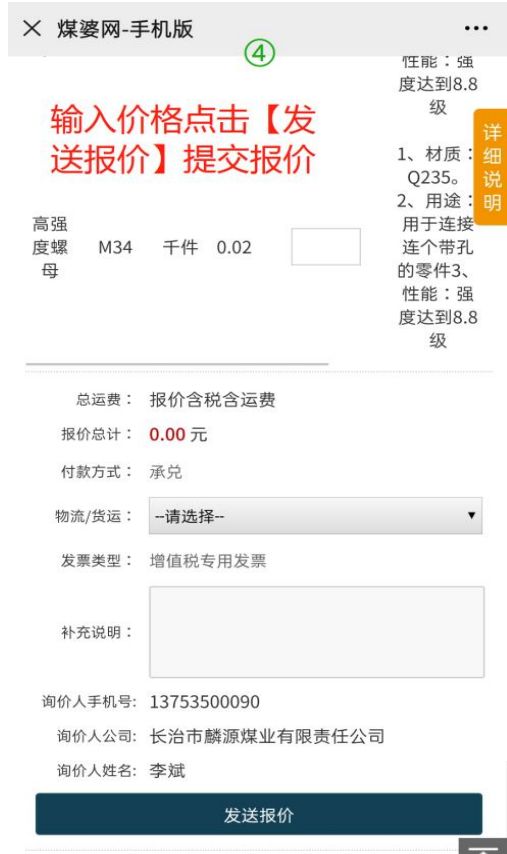 煤婆网-手机版
④
性能：强
度达到8.8
级
输入价格点击【发
送报价】提交报价
详
细
说
明
高强
度螺
母
M34
千件
0.02
1、材质：
Q235。
2、用途：
用于连接
连个带孔
的零件3、
性能：强
度达到8.8
级
总运费： 报价含税含运费
报价总计： 0.00 元
付款方式： 承兑
物流/货运： --请选择--
发票类型： 增值税专用发票
补充说明：
询价人手机号: 13753500090
询价人公司: 长治市麟源煤业有限责任公司
询价人姓名: 李斌
发送报价